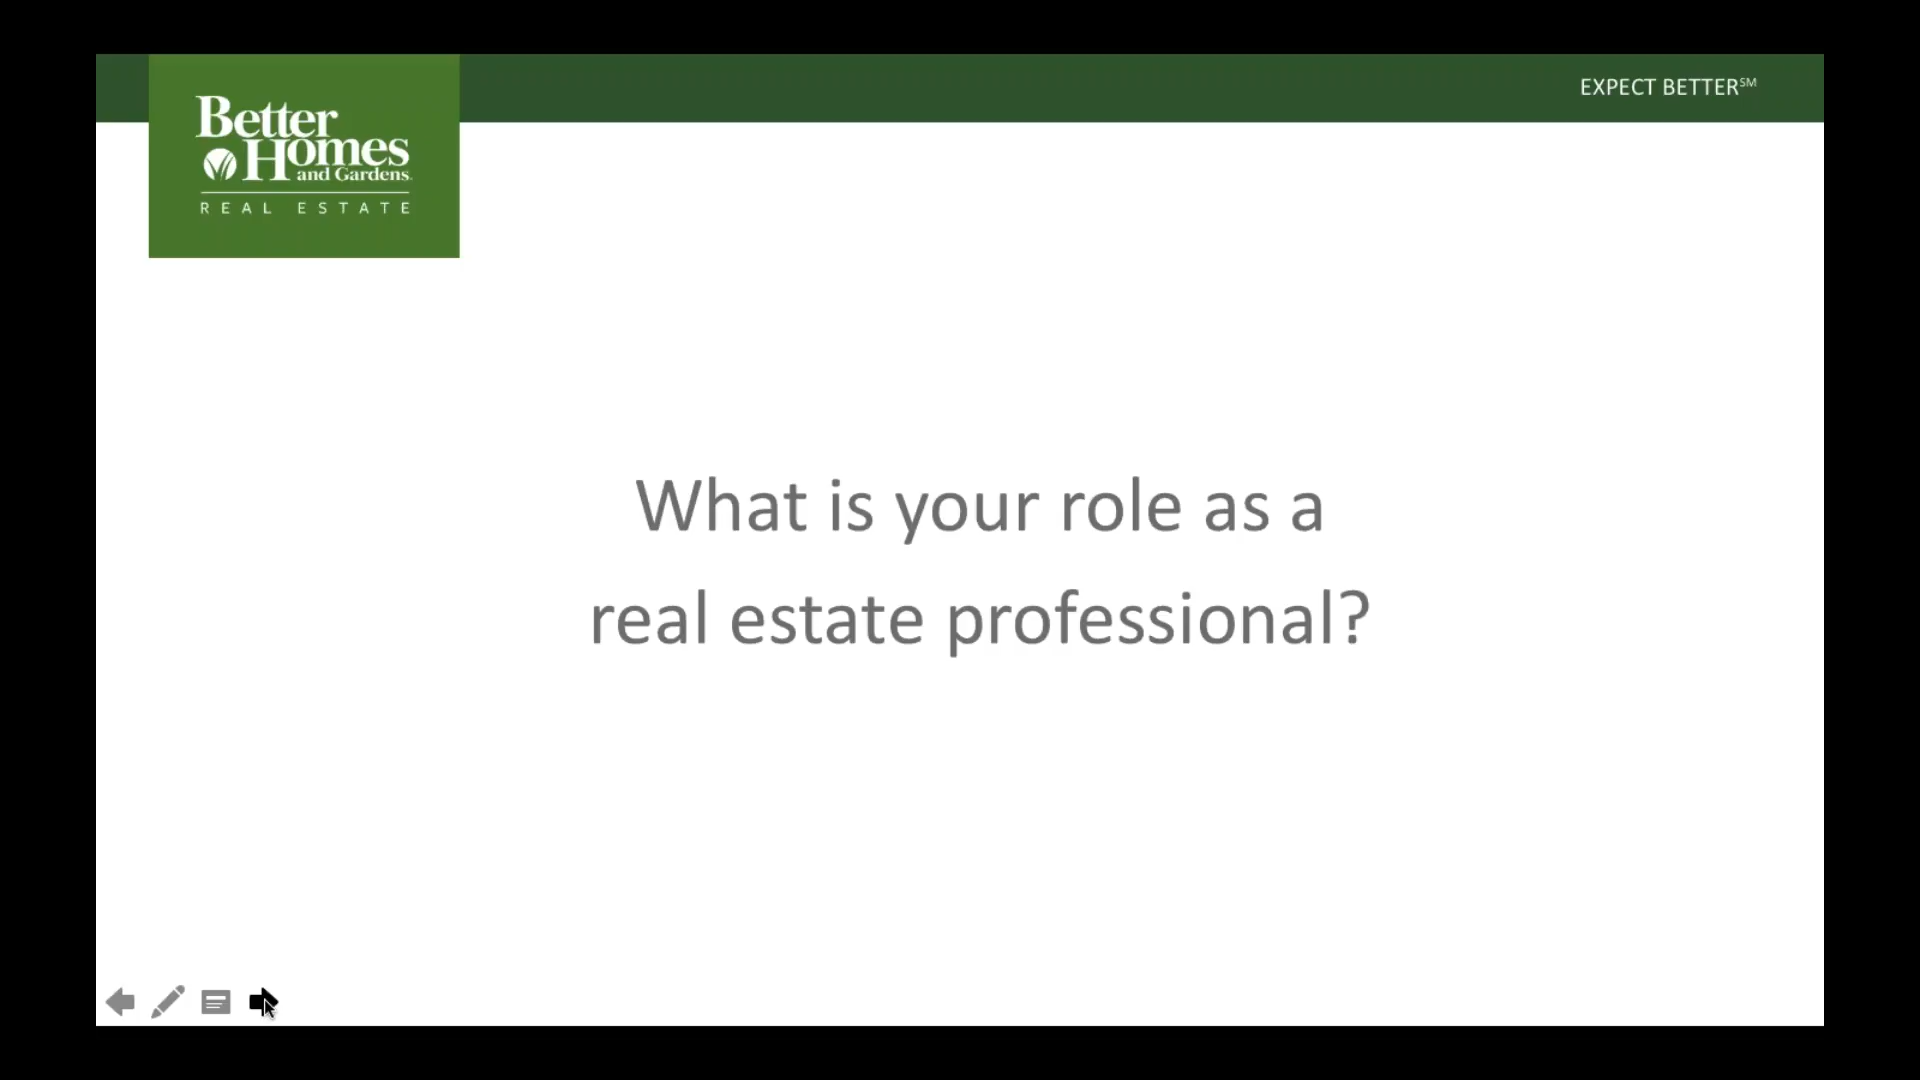 Better
Homes
and Gardens
REAL ESTATE
EXPECT BETTER℠
What is your role as a
real estate professional?